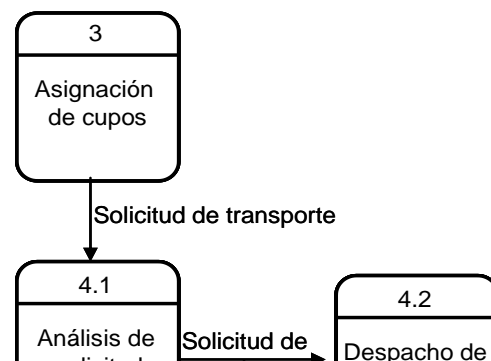 3
Asignación
de cupos
Solicitud de transporte
4.1
4.2
Análisis de
Solicitud de
Despacho de